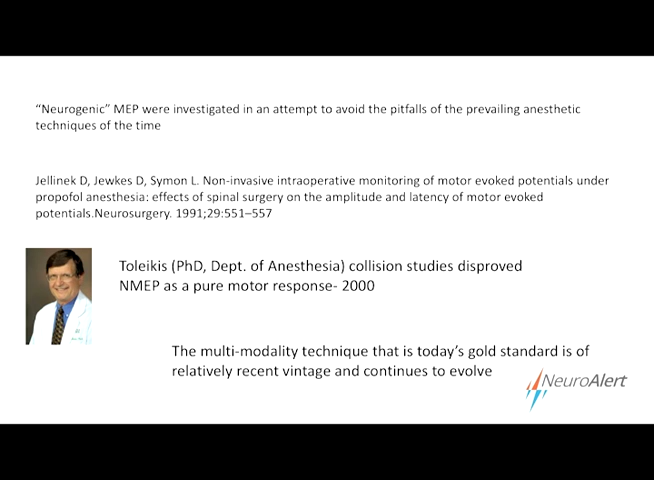 “Neurogenic” MEP were investigated in an attempt to avoid the pitfalls of the prevailing anesthetic
techniques of the time
Jellinek D, Jewkes D, Symon L. Non-invasive intraoperative monitoring of motor evoked potentials under
propofol anesthesia: effects of spinal surgery on the amplitude and latency of motor evoked
potentials.Neurosurgery. 1991;29:551–557
Toleikis (PhD, Dept. of Anesthesia) collision studies disproved
NMEP as a pure motor response- 2000
The multi-modality technique that is today’s gold standard is of
relatively recent vintage and continues to evolve
NeuroAlert